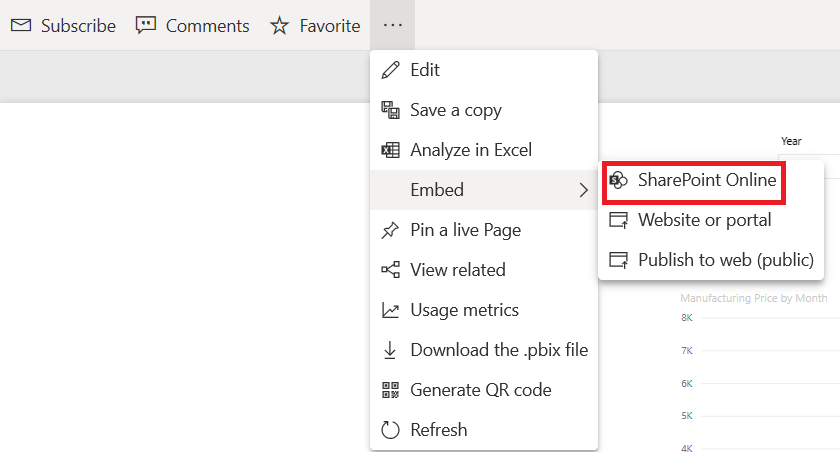 Subscribe Comments Favorite ...
Edit
Save a copy
Analyze in Excel
Embed
Pin a live Page
View related
Usage metrics
Download the .pbix file
Generate QR code
Refresh
SharePoint Online
Website or portal
Publish to web (public)
Year
Manufacturing Price by Month
8K
7K
6K
5K
4K